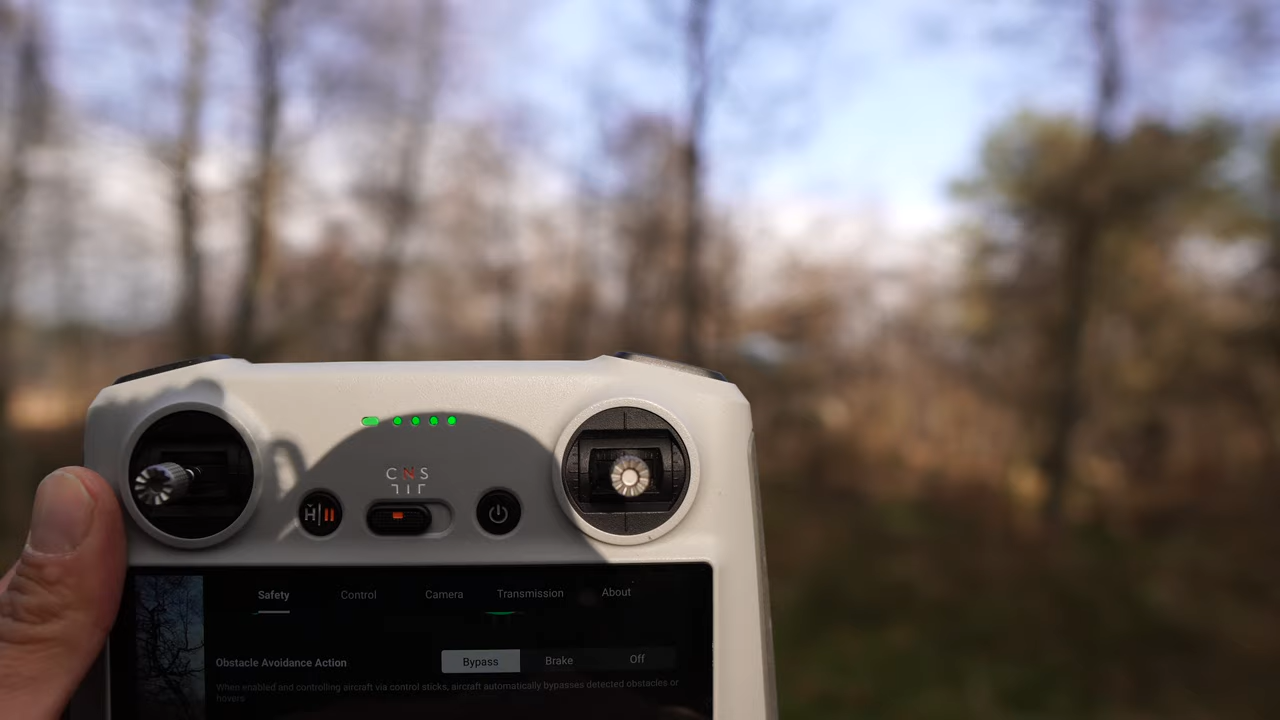 C N S
H
Safety Control Camera Transmission About
Obstacle Avoidance Action Bypass Brake Off
When enabled and controlling aircraft via control sticks, aircraft automatically bypasses detected obstacles or
hovers